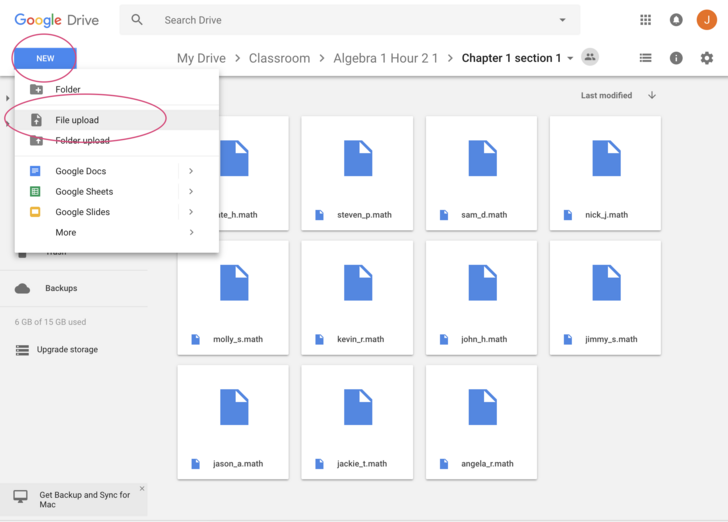 Google Drive
Search Drive
J
NEW
My Drive > Classroom > Algebra 1 Hour 2 1 > Chapter 1 section 1
Folder
Last modified
File upload
Folder upload
Google Docs
Google Sheets
Google Slides
More
te_h.math
steven_p.math
sam_d.math
nick_j.math
Trash
Backups
6 GB of 15 GB used
Upgrade storage
molly_s.math
kevin_r.math
john_h.math
jimmy_s.math
jason_a.math
jackie_t.math
angela_r.math
Get Backup and Sync for
Mac